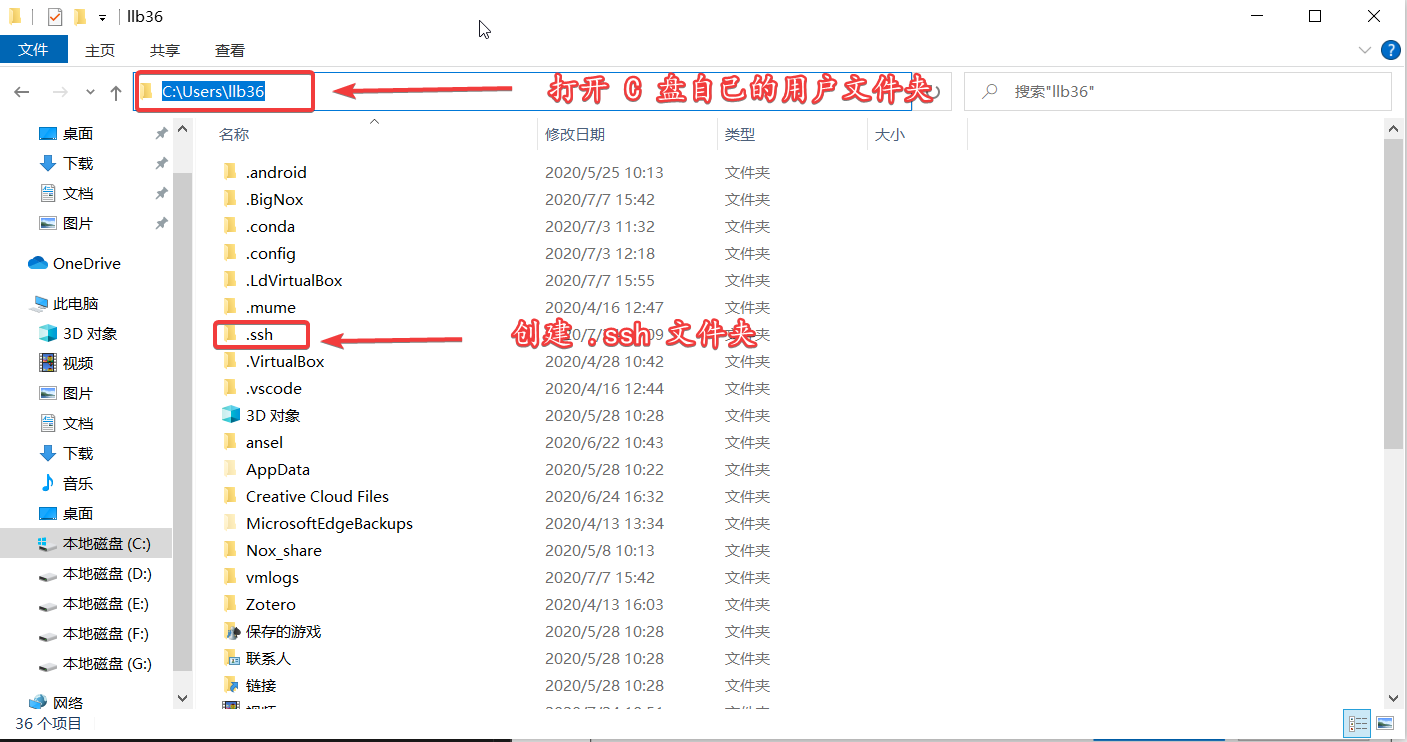 llb36
文件 主页 共享 查看
C:\Users\llb36 打开 C 盘自己的用户文件夹 搜索"llb36"
名称 修改日期 类型 大小
桌面
下载
文档
图片
OneDrive
此电脑
3D 对象
视频
图片
文档
下载
音乐
桌面
本地磁盘 (C:)
本地磁盘 (D:)
本地磁盘 (E:)
本地磁盘 (F:)
本地磁盘 (G:)
网络
.android 2020/5/25 10:13 文件夹
.BigNox 2020/7/7 15:42 文件夹
.conda 2020/7/3 11:32 文件夹
.config 2020/7/3 12:18 文件夹
.LdVirtualBox 2020/7/7 15:55 文件夹
.mume 2020/4/16 12:47 文件夹
.ssh 创建 .ssh 文件夹
.VirtualBox 2020/4/28 10:42 文件夹
.vscode 2020/4/16 12:44 文件夹
3D 对象 2020/5/28 10:28 文件夹
ansel 2020/6/22 10:43 文件夹
AppData 2020/5/28 10:22 文件夹
Creative Cloud Files 2020/6/24 16:32 文件夹
MicrosoftEdgeBackups 2020/4/13 13:34 文件夹
Nox_share 2020/5/8 10:13 文件夹
vmlogs 2020/7/7 15:42 文件夹
Zotero 2020/4/13 16:03 文件夹
保存的游戏 2020/5/28 10:28 文件夹
联系人 2020/5/28 10:28 文件夹
链接 2020/5/28 10:28 文件夹
36 个项目